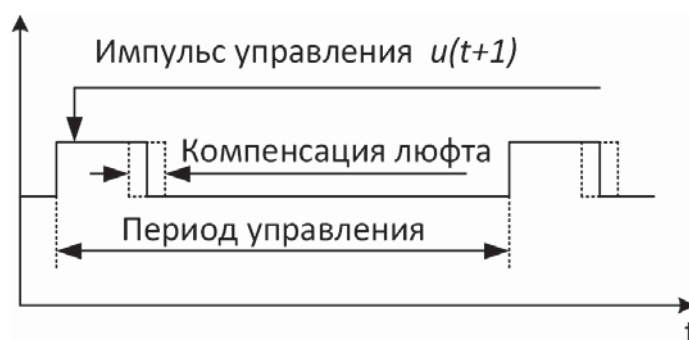 Импульс управления u(t+1)
Компенсация люфта
Период управления
t